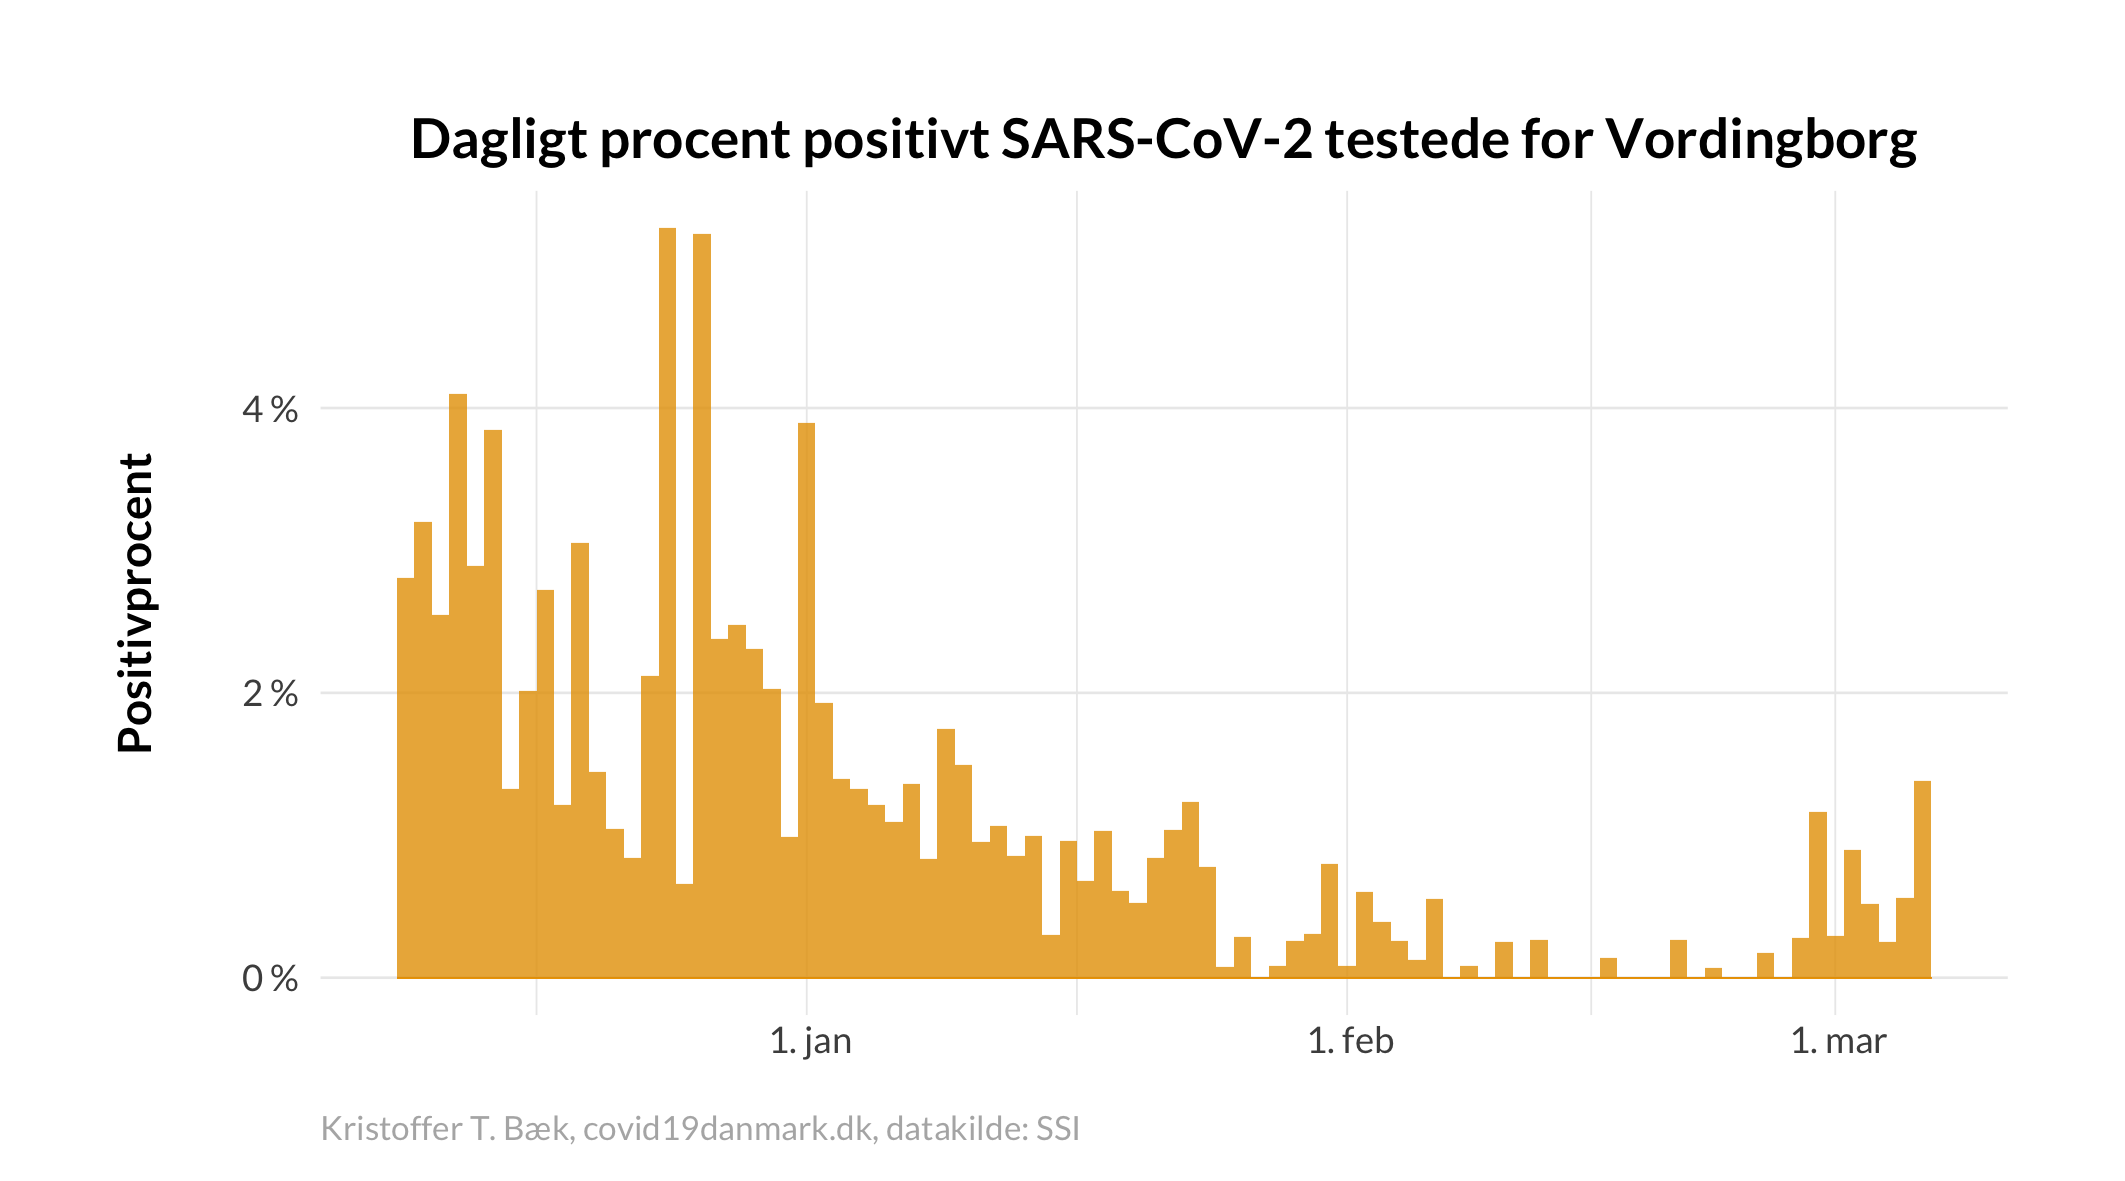 Dagligt procent positivt SARS-CoV-2 testede for Vordingborg
Positivprocent
4 %
2 %
0 %
1. jan
1. feb
1. mar
Kristoffer T. Bæk, covid19danmark.dk, datakilde: SSI